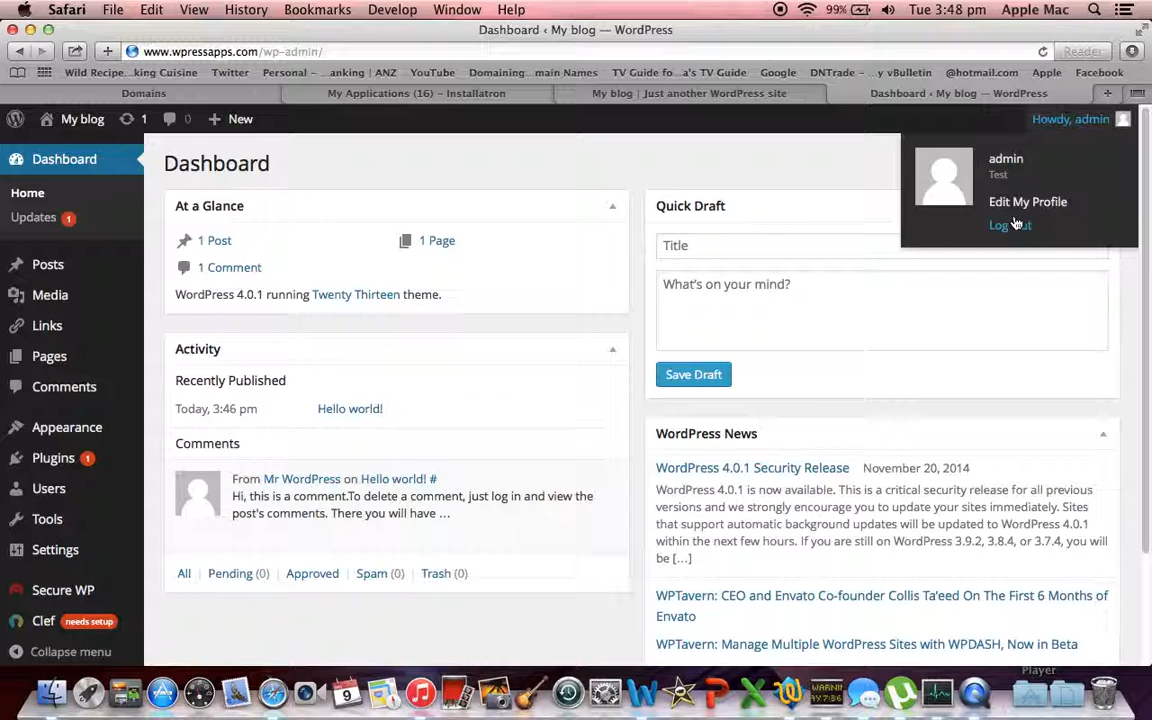 Safari File Edit View History Bookmarks Develop Window Help 99% Tue 3:48 pm Apple Mac
Dashboard ‹ My blog — WordPress
www.wpressapps.com/wp-admin/ Reader
Wild Recipe...king Cuisine Twitter Personal – ...anking | ANZ YouTube Domaining...main Names TV Guide fo...a's TV Guide Google DNTrade – ...y vBulletin @hotmail.com Apple Facebook
Domains My Applications (16) – Installatron My blog | Just another WordPress site Dashboard ‹ My blog — WordPress
My blog 1 0 New Howdy, admin
Dashboard
Home
Updates 1
Posts
Media
Links
Pages
Comments
Appearance
Plugins 1
Users
Tools
Settings
Secure WP
Clef needs setup
Collapse menu
Dashboard
At a Glance
1 Post 1 Page
1 Comment
WordPress 4.0.1 running Twenty Thirteen theme.
Activity
Recently Published
Today, 3:46 pm Hello world!
Comments
From Mr WordPress on Hello world! #
Hi, this is a comment.To delete a comment, just log in and view the
post's comments. There you will have ...
All | Pending (0) | Approved | Spam (0) | Trash (0)
admin
Test
Edit My Profile
Log Out
Quick Draft
Title
What's on your mind?
Save Draft
WordPress News
WordPress 4.0.1 Security Release November 20, 2014
WordPress 4.0.1 is now available. This is a critical security release for all previous
versions and we strongly encourage you to update your sites immediately. Sites
that support automatic background updates will be updated to WordPress 4.0.1
within the next few hours. If you are still on WordPress 3.9.2, 3.8.4, or 3.7.4, you will
be [...]
WPTavern: CEO and Envato Co-founder Collis Ta'eed On The First 6 Months of
Envato
WPTavern: Manage Multiple WordPress Sites with WPDASH, Now in Beta
Player
9